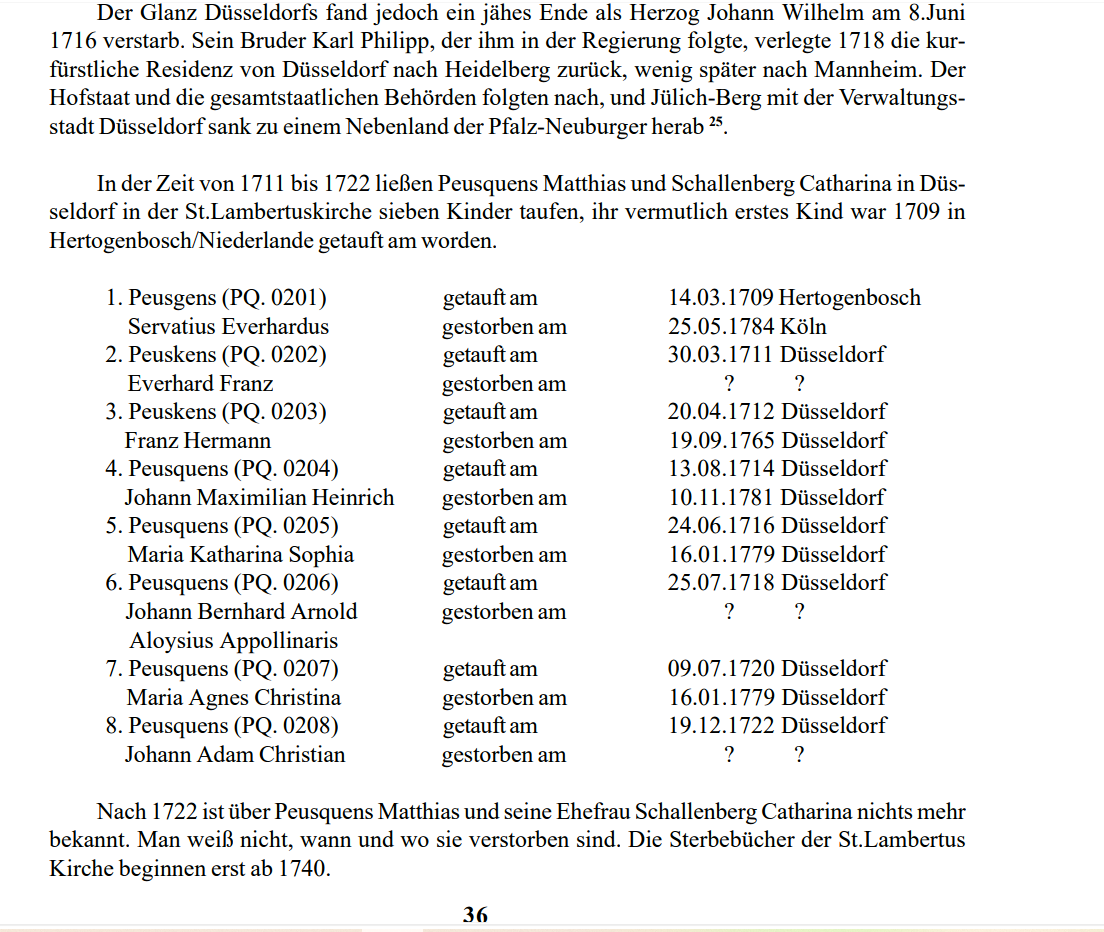 Der Glanz Düsseldorfs fand jedoch ein jähes Ende als Herzog Johann Wilhelm am 8.Juni
1716 verstarb. Sein Bruder Karl Philipp, der ihm in der Regierung folgte, verlegte 1718 die kur-
fürstliche Residenz von Düsseldorf nach Heidelberg zurück, wenig später nach Mannheim. Der
Hofstaat und die gesamtstaatlichen Behörden folgten nach, und Jülich-Berg mit der Verwaltungs-
stadt Düsseldorf sank zu einem Nebenland der Pfalz-Neuburger herab 25.
In der Zeit von 1711 bis 1722 ließen Peusquens Matthias und Schallenberg Catharina in Düs-
seldorf in der St.Lambertuskirche sieben Kinder taufen, ihr vermutlich erstes Kind war 1709 in
Hertogenbosch/Niederlande getauft am worden.
1. Peusgens (PQ. 0201) getauft am 14.03.1709 Hertogenbosch
Servatius Everhardus gestorben am 25.05.1784 Köln
2. Peuskens (PQ. 0202) getauft am 30.03.1711 Düsseldorf
Everhard Franz gestorben am ? ?
3. Peuskens (PQ. 0203) getauft am 20.04.1712 Düsseldorf
Franz Hermann gestorben am 19.09.1765 Düsseldorf
4. Peusquens (PQ. 0204) getauft am 13.08.1714 Düsseldorf
Johann Maximilian Heinrich gestorben am 10.11.1781 Düsseldorf
5. Peusquens (PQ. 0205) getauft am 24.06.1716 Düsseldorf
Maria Katharina Sophia gestorben am 16.01.1779 Düsseldorf
6. Peusquens (PQ. 0206) getauft am 25.07.1718 Düsseldorf
Johann Bernhard Arnold gestorben am ? ?
Aloysius Appollinaris
7. Peusquens (PQ. 0207) getauft am 09.07.1720 Düsseldorf
Maria Agnes Christina gestorben am 16.01.1779 Düsseldorf
8. Peusquens (PQ. 0208) getauft am 19.12.1722 Düsseldorf
Johann Adam Christian gestorben am ? ?
Nach 1722 ist über Peusquens Matthias und seine Ehefrau Schallenberg Catharina nichts mehr
bekannt. Man weiß nicht, wann und wo sie verstorben sind. Die Sterbebücher der St.Lambertus
Kirche beginnen erst ab 1740.
36